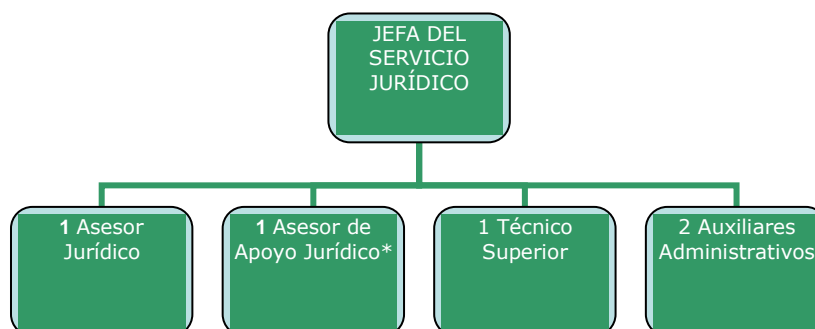 JEFA DEL
SERVICIO
JURÍDICO
1 Asesor
Jurídico
1 Asesor de
Apoyo Jurídico*
1 Técnico
Superior
2 Auxiliares
Administrativos